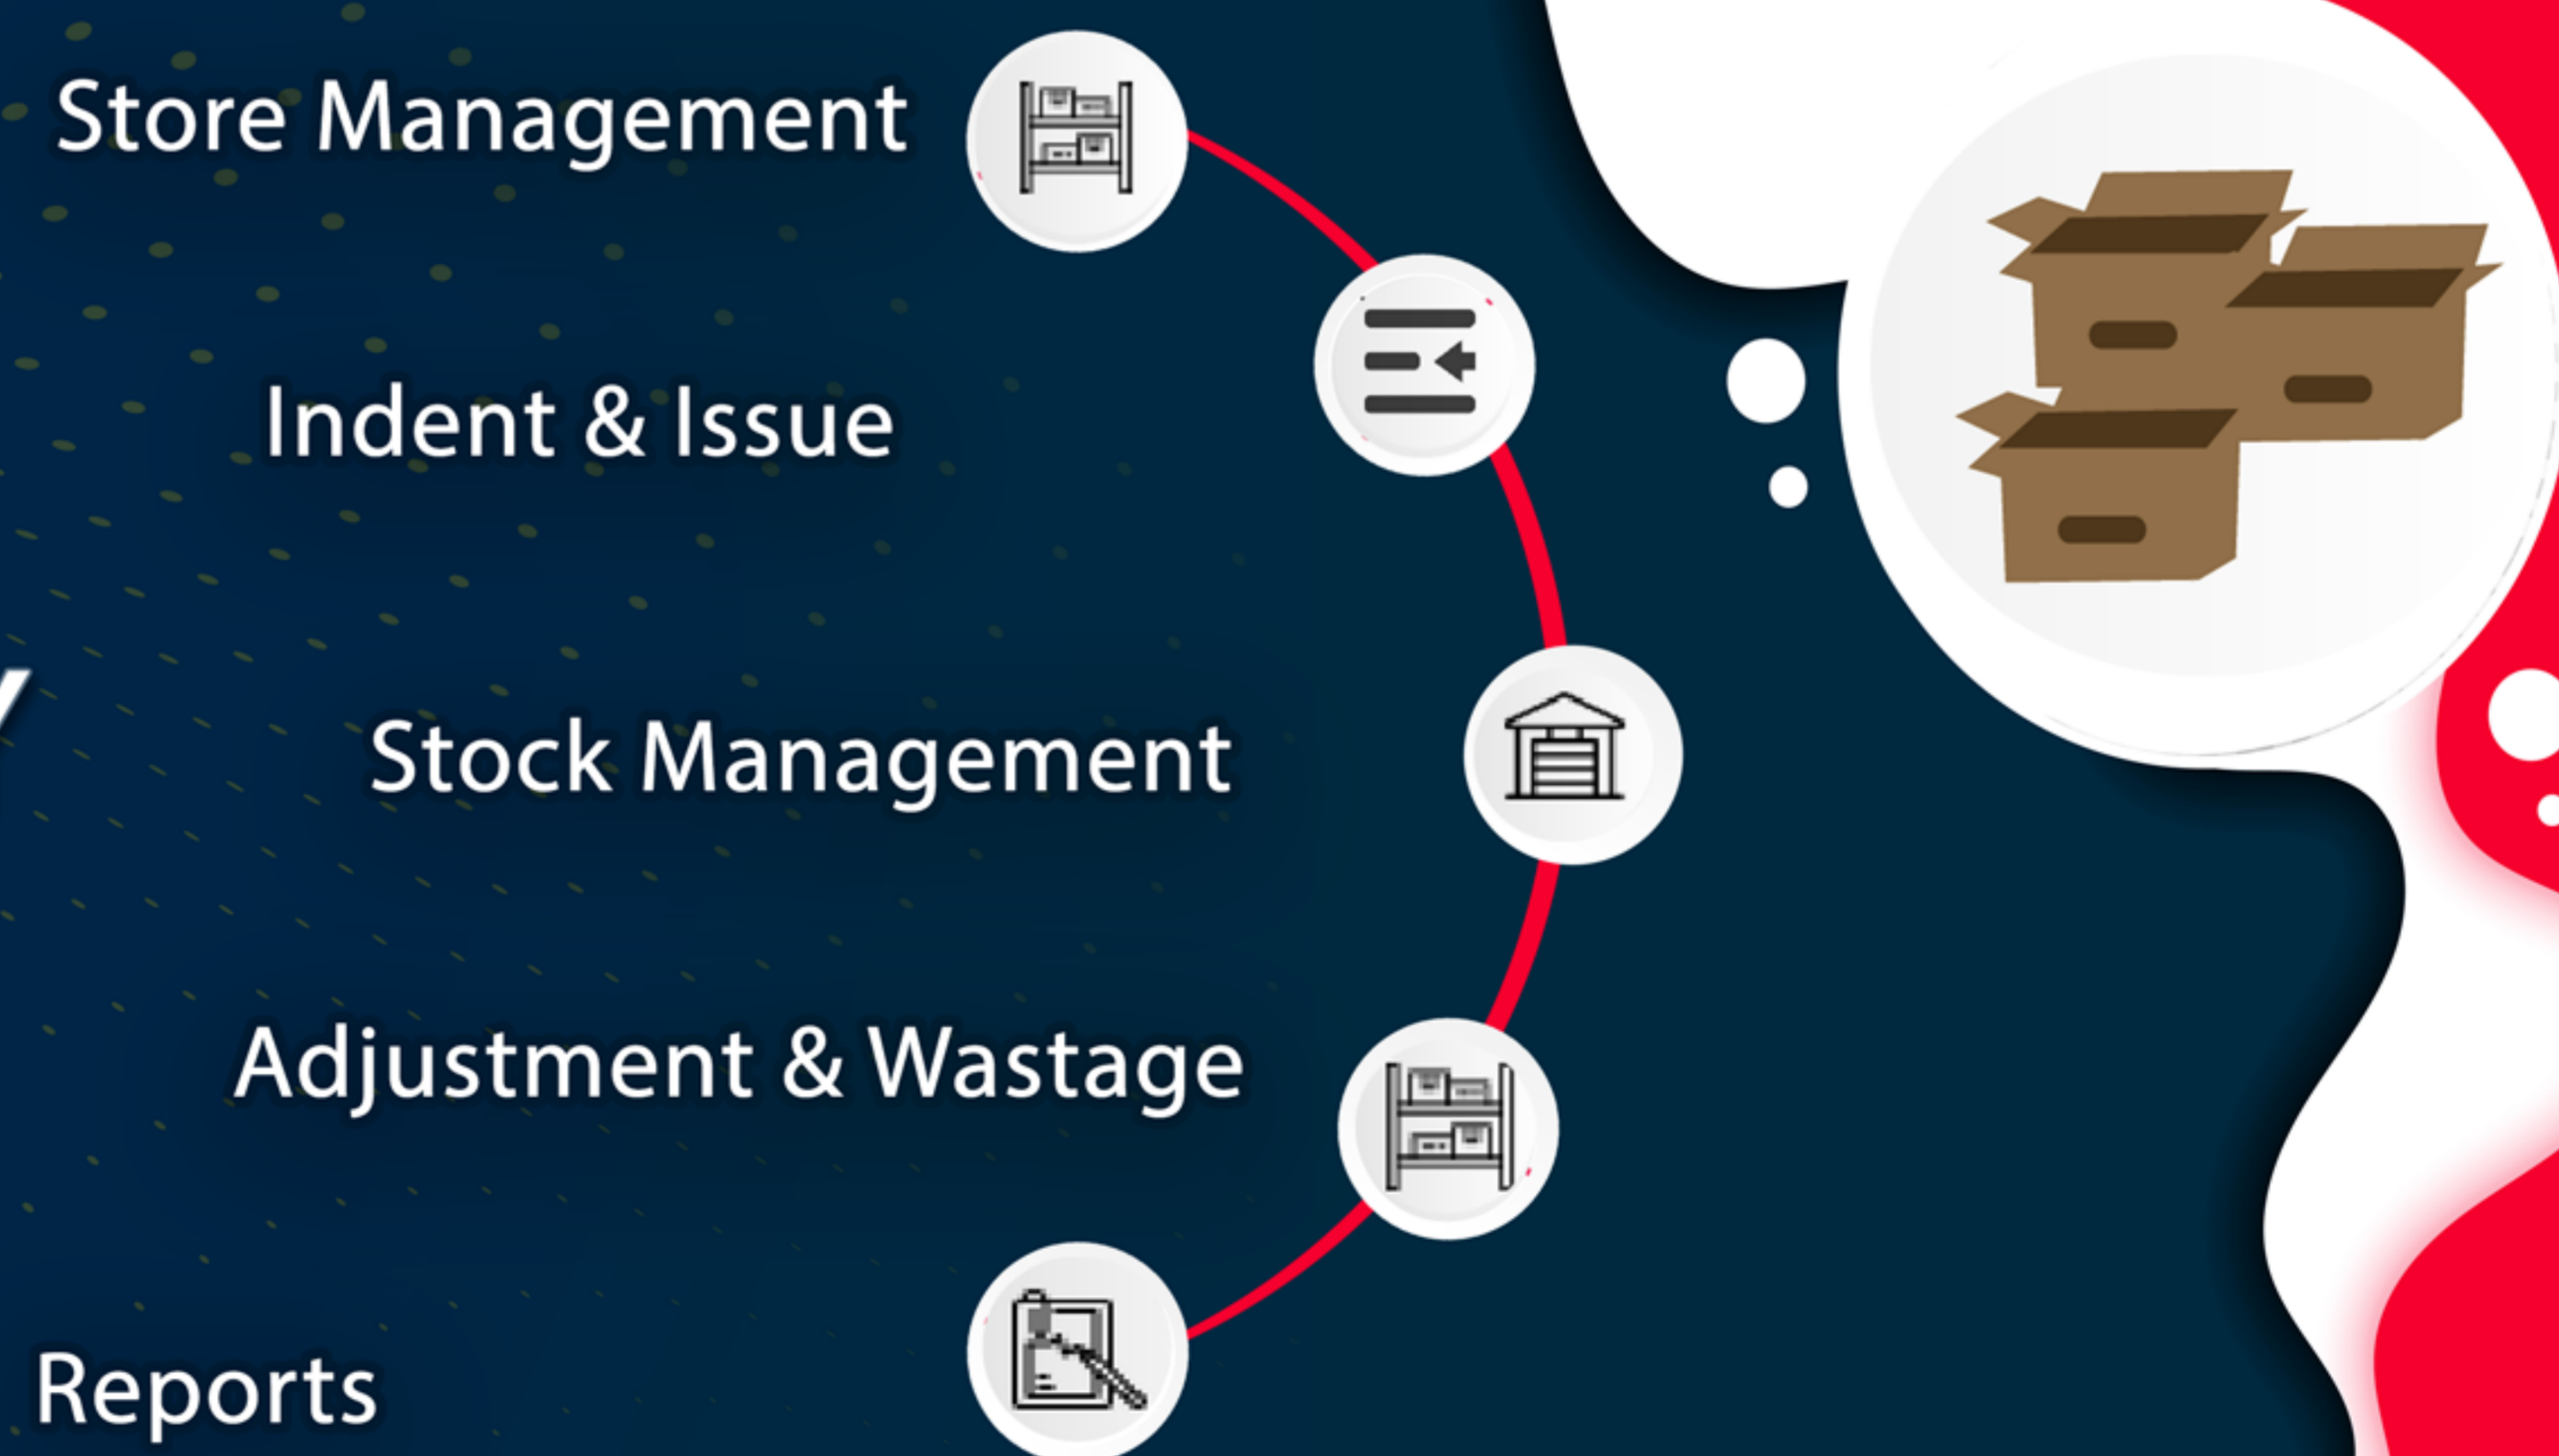 Store Management
Indent & Issue
Stock Management
Adjustment & Wastage
Reports